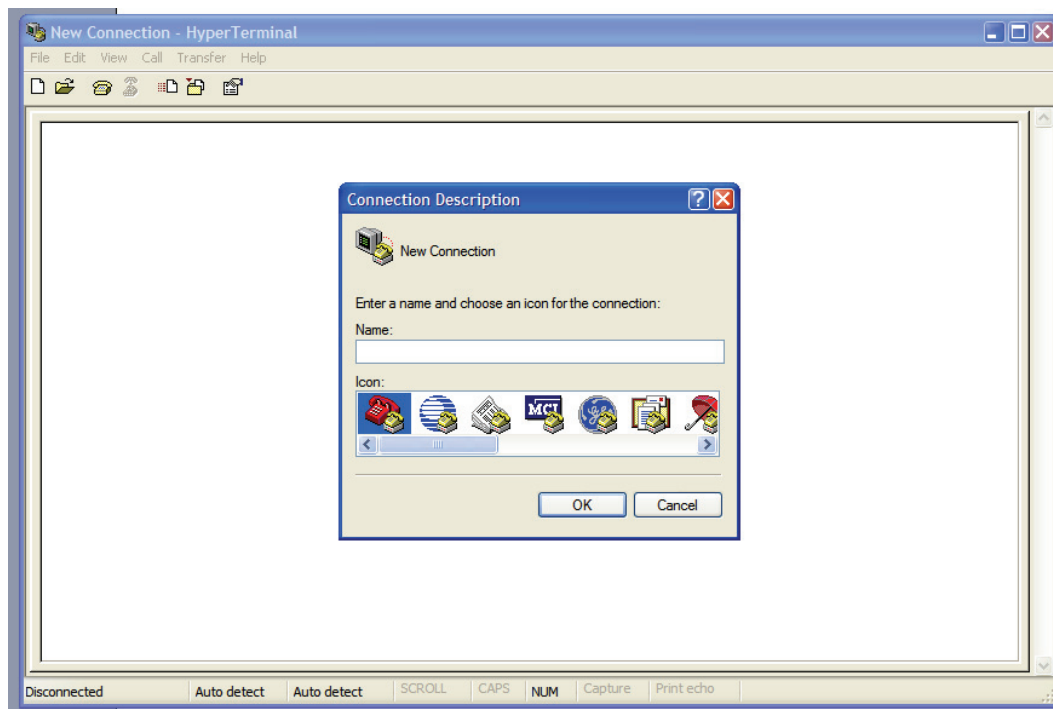 New Connection - HyperTerminal
File Edit View Call Transfer Help
Connection Description
New Connection
Enter a name and choose an icon for the connection:
Name:
Icon:
MCI
OK Cancel
Disconnected Auto detect Auto detect SCROLL CAPS NUM Capture Print echo